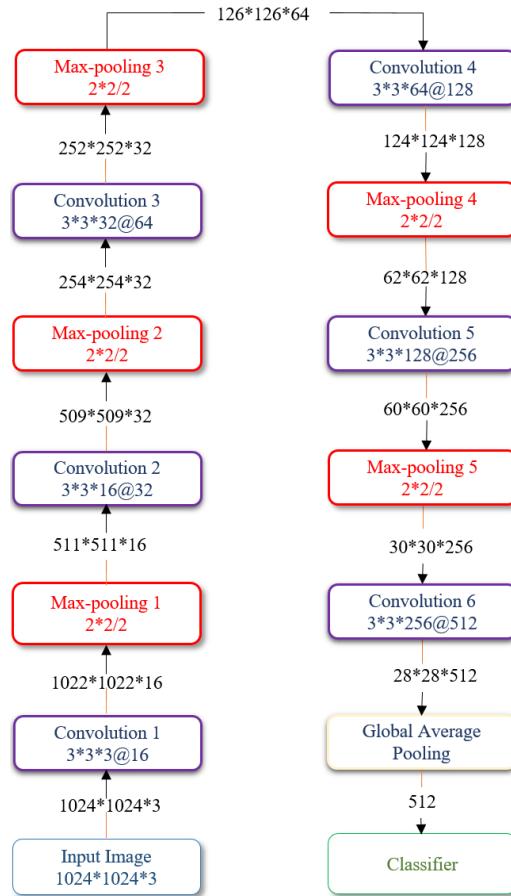 126*126*64
Max-pooling 3
2*2/2
252*252*32
Convolution 3
3*3*32@64
254*254*32
Max-pooling 2
2*2/2
509*509*32
Convolution 2
3*3*16@32
511*511*16
Max-pooling 1
2*2/2
1022*1022*16
Convolution 1
3*3*3@16
1024*1024*3
Input Image
1024*1024*3
Convolution 4
3*3*64@128
124*124*128
Max-pooling 4
2*2/2
62*62*128
Convolution 5
3*3*128@256
60*60*256
Max-pooling 5
2*2/2
30*30*256
Convolution 6
3*3*256@512
28*28*512
Global Average
Pooling
512
Classifier